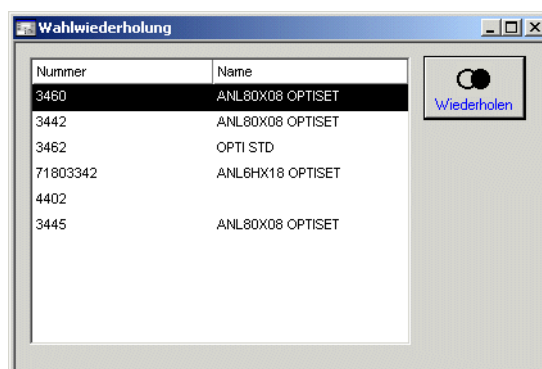 Wahlwiederholung
Nummer Name
3460 ANL80X08 OPTISET
3442 ANL80X08 OPTISET
3462 OPTI STD
71803342 ANL6HX18 OPTISET
4402
3445 ANL80X08 OPTISET
Wiederholen